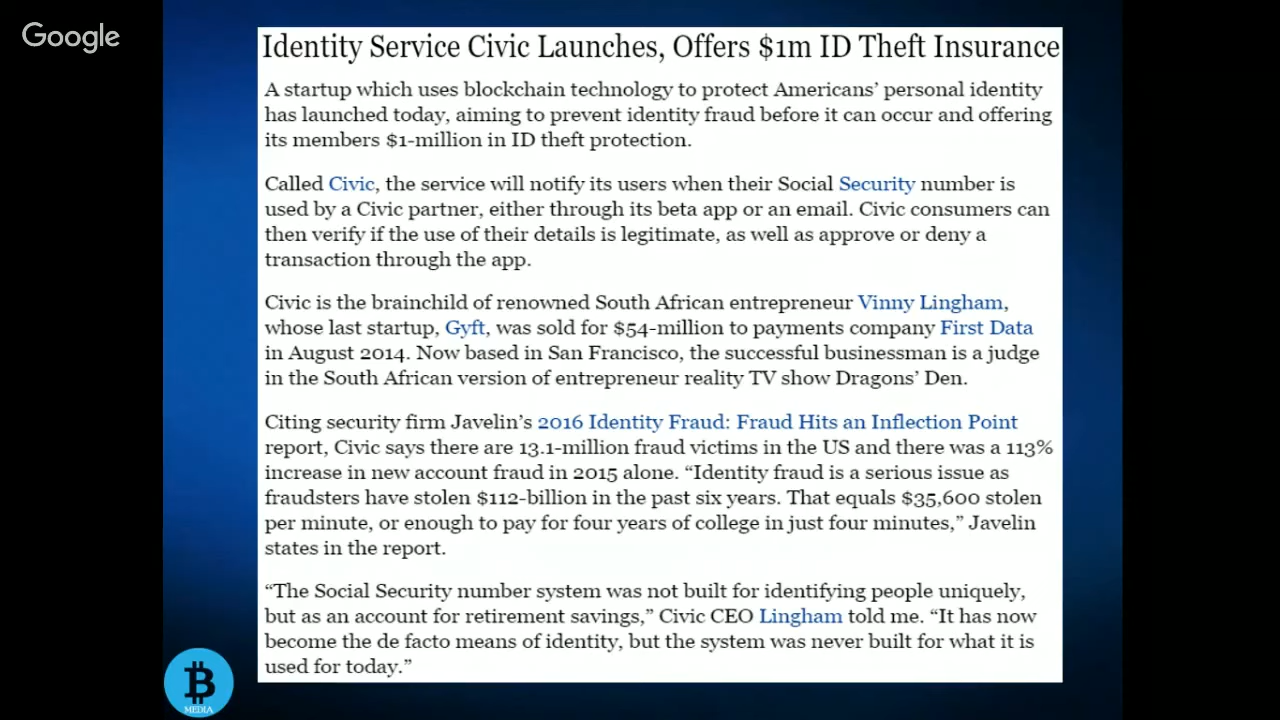 Google
Identity Service Civic Launches, Offers $1m ID Theft Insurance
A startup which uses blockchain technology to protect Americans’ personal identity
has launched today, aiming to prevent identity fraud before it can occur and offering
its members $1-million in ID theft protection.
Called Civic, the service will notify its users when their Social Security number is
used by a Civic partner, either through its beta app or an email. Civic consumers can
then verify if the use of their details is legitimate, as well as approve or deny a
transaction through the app.
Civic is the brainchild of renowned South African entrepreneur Vinny Lingham,
whose last startup, Gyft, was sold for $54-million to payments company First Data
in August 2014. Now based in San Francisco, the successful businessman is a judge
in the South African version of entrepreneur reality TV show Dragons’ Den.
Citing security firm Javelin’s 2016 Identity Fraud: Fraud Hits an Inflection Point
report, Civic says there are 13.1-million fraud victims in the US and there was a 113%
increase in new account fraud in 2015 alone. “Identity fraud is a serious issue as
fraudsters have stolen $112-billion in the past six years. That equals $35,600 stolen
per minute, or enough to pay for four years of college in just four minutes,” Javelin
states in the report.
“The Social Security number system was not built for identifying people uniquely,
but as an account for retirement savings,” Civic CEO Lingham told me. “It has now
become the de facto means of identity, but the system was never built for what it is
used for today.”
MEDIA